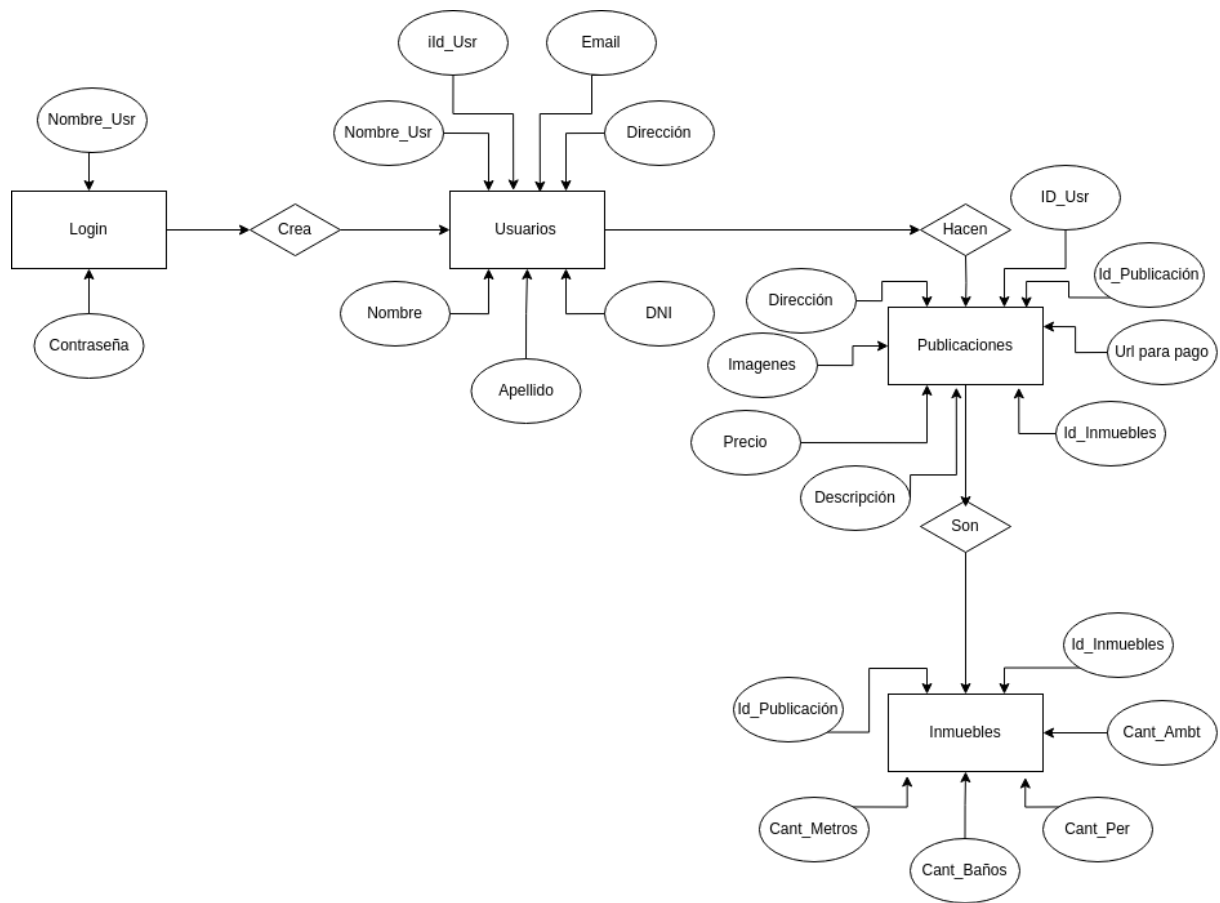 iId_Usr
Email
Nombre_Usr
Nombre_Usr
Dirección
ID_Usr
Login
Crea
Usuarios
Hacen
Id_Publicación
Dirección
Nombre
DNI
Contraseña
Publicaciones
Url para pago
Imagenes
Apellido
Precio
Id_Inmuebles
Descripción
Son
Id_Inmuebles
Id_Publicación
Inmuebles
Cant_Ambt
Cant_Metros
Cant_Per
Cant_Baños